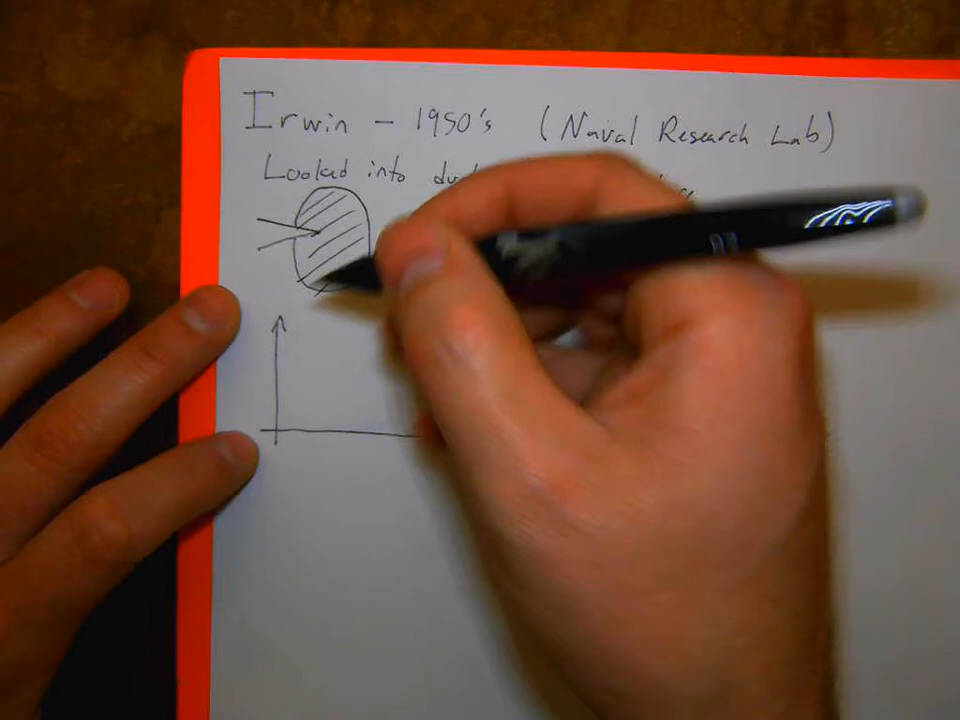 Irwin - 1950's (Naval Research Lab)
Looked into